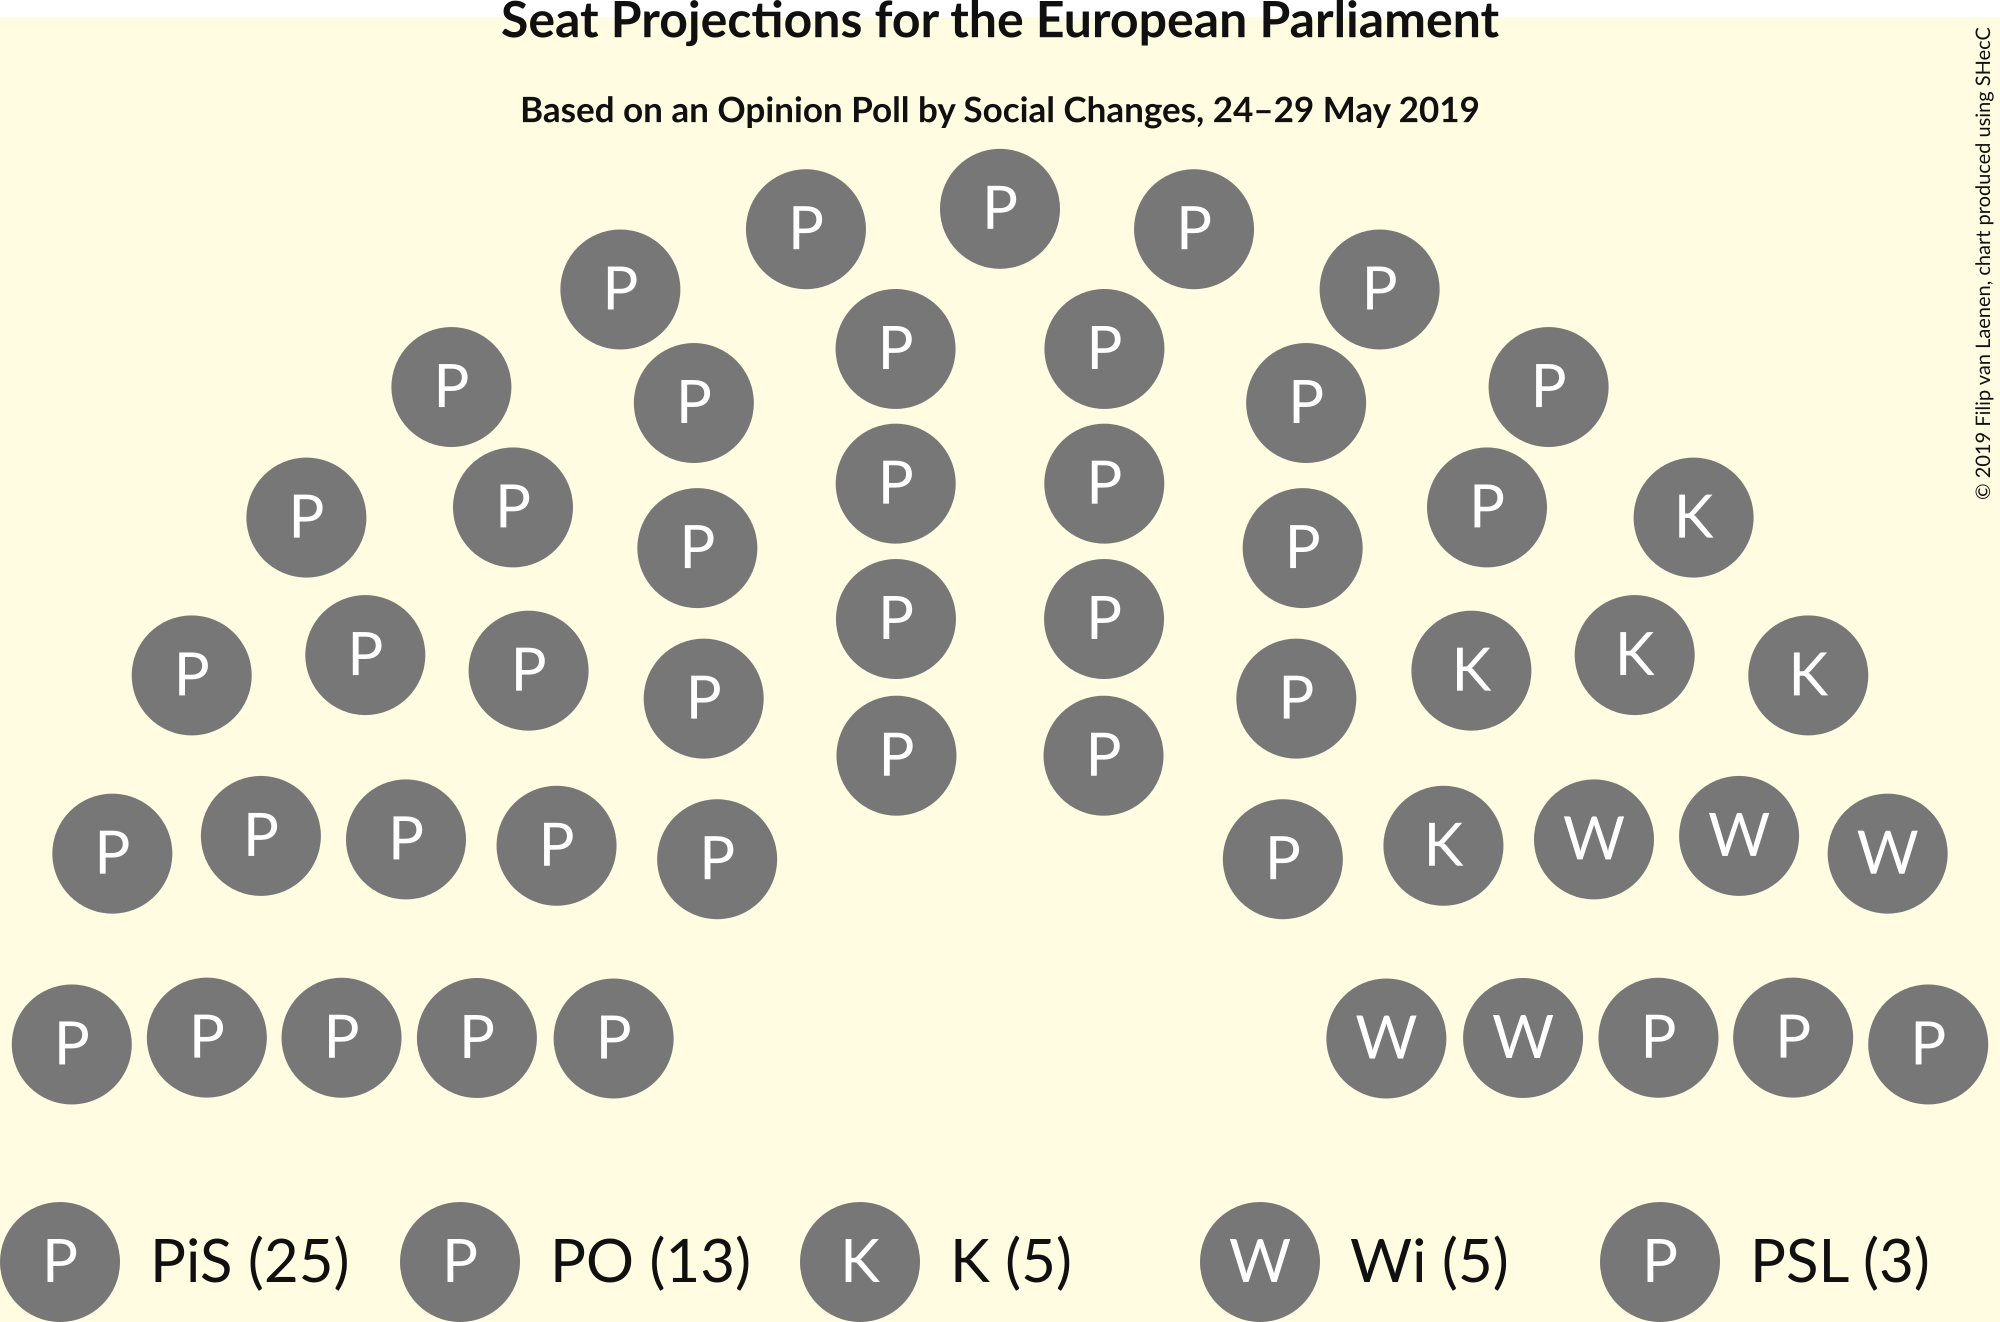 Seat Projections for the European Parliament
Based on an Opinion Poll by Social Changes, 24–29 May 2019
© 2019 Filip van Laenen, chart produced using SHecC
P P P
P P
P P
P P P P
P P P P P K
P P
P P
P P P P P K K K
P P
P P P P P P K W W W
P P P P P W W P P P
P PiS (25) P PO (13) K K (5) W Wi (5) P PSL (3)